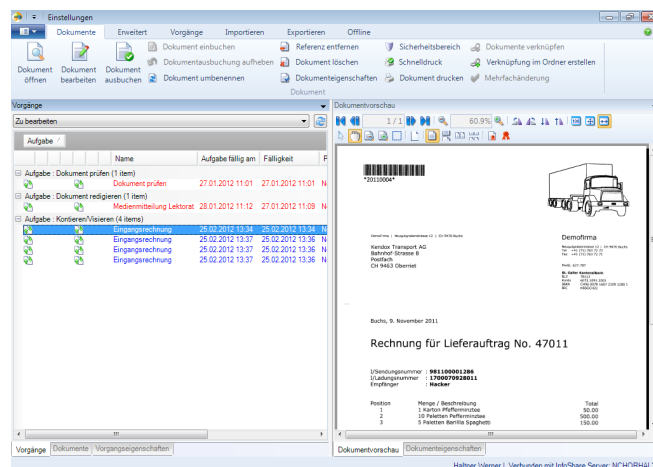 Einstellungen
Dokumente Erweitert Vorgänge Importieren Exportieren Offline
Dokument öffnen
Dokument bearbeiten
Dokument ausbuchen
Dokument einbuchen
Dokumentausbuchung aufheben
Dokument umbenennen
Referenz entfernen
Dokument löschen
Dokumenteigenschaften
Sicherheitsbereich
Schnelldruck
Dokument drucken
Dokumente verknüpfen
Verknüpfung im Ordner erstellen
Mehrfachänderung
Dokument
Vorgänge
Zu bearbeiten
Aufgabe
Name Aufgabe fällig am Fälligkeit
Aufgabe : Dokument prüfen (1 item)
Dokument prüfen 27.01.2012 11:01 27.01.2012 11:01
Aufgabe : Dokument redigieren (1 item)
Medienmitteilung Lektorat 28.01.2012 11:12 27.01.2012 11:09
Aufgabe : Kontieren/Visieren (4 items)
Eingangsrechnung 25.02.2012 13:34 25.02.2012 13:34
Eingangsrechnung 25.02.2012 13:37 25.02.2012 13:36
Eingangsrechnung 25.02.2012 13:37 25.02.2012 13:36
Eingangsrechnung 25.02.2012 13:37 25.02.2012 13:36
Vorgänge Dokumente Vorgangseigenschaften
Dokumentvorschau
1 / 1 60.9%
*20110004*
Kendox Transport AG
Bahnhof-Strasse 8
Postfach
CH 9463 Oberriet
Demofirma
Buchs, 9. November 2011
Rechnung für Lieferauftrag No. 47011
I/Sendungsnummer : 981100001286
I/Ladungsnummer : 1700070928011
Empfänger : Hacker
Position Menge / Beschreibung Total
1 1 Karton Pfefferminztee 50.00
2 10 Paletten Pfefferminztee 500.00
3 5 Paletten Barilla Spaghetti 150.00
Dokumentvorschau Dokumenteigenschaften
Haltner Werner | Verbunden mit InfoShare Server: NCHORHAL